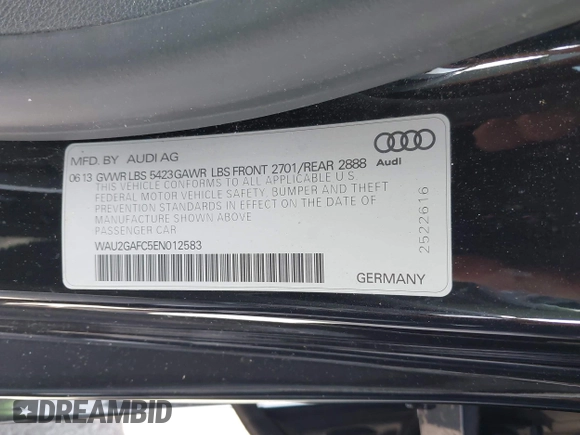 MFD. BY AUDI AG
06 13 GVWR LBS 5423 GAWR LBS FRONT 2701/REAR 2888
THIS VEHICLE CONFORMS TO ALL APPLICABLE U S
FEDERAL MOTOR VEHICLE SAFETY, BUMPER AND THEFT
PREVENTION STANDARDS IN EFFECT ON THE DATE OF
MANUFACTURE SHOWN ABOVE
PASSENGER CAR
WAU2GAFC5EN012583
Audi
2522616
GERMANY
DREAMBID